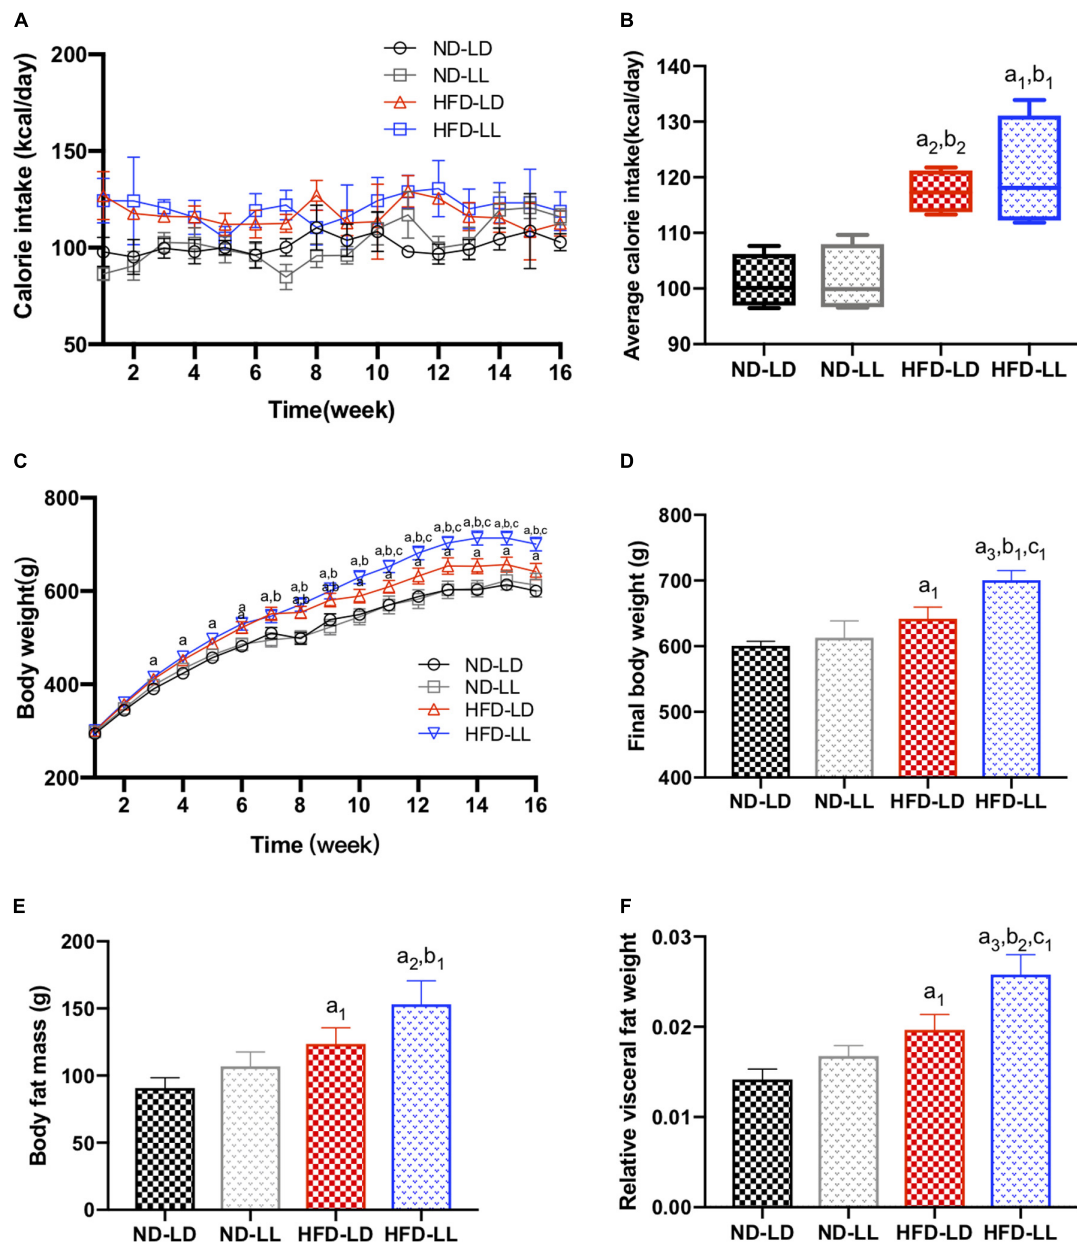 A
Calorie intake (kcal/day)
200
150
100
50
2 4 6 8 10 12 14 16
Time(week)
ND-LD
ND-LL
HFD-LD
HFD-LL
B
Average calorie intake(kcal/day)
140
130
120
110
100
90
a2,b2
a1,b1
ND-LD ND-LL HFD-LD HFD-LL
C
Body weight(g)
800
600
400
200
a a a a a a,b a,b a,b a,b a,b a,b,c a,b,c a,b,c a,b,c a,b,c a,b,c
a a a a a a a
ND-LD
ND-LL
HFD-LD
HFD-LL
2 4 6 8 10 12 14 16
Time (week)
D
Final body weight (g)
800
700
600
500
400
a1
a3,b1,c1
ND-LD ND-LL HFD-LD HFD-LL
E
Body fat mass (g)
200
150
100
50
0
a1
a2,b1
ND-LD ND-LL HFD-LD HFD-LL
F
Relative visceral fat weight
0.03
0.02
0.01
0.00
a1
a3,b2,c1
ND-LD ND-LL HFD-LD HFD-LL